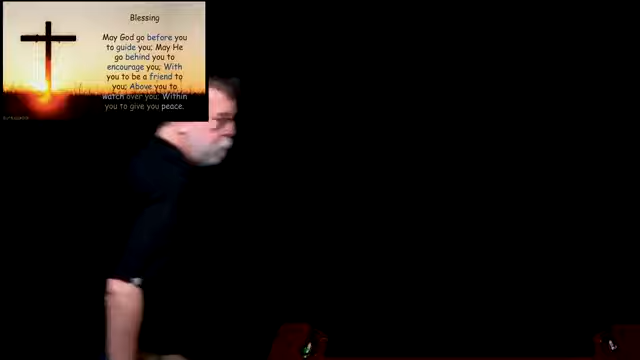 Blessing
May God go before you
to guide you; May He
go behind you to
encourage you; With
you to be a friend to
you; Above you to
watch over you; Within
you to give you peace.